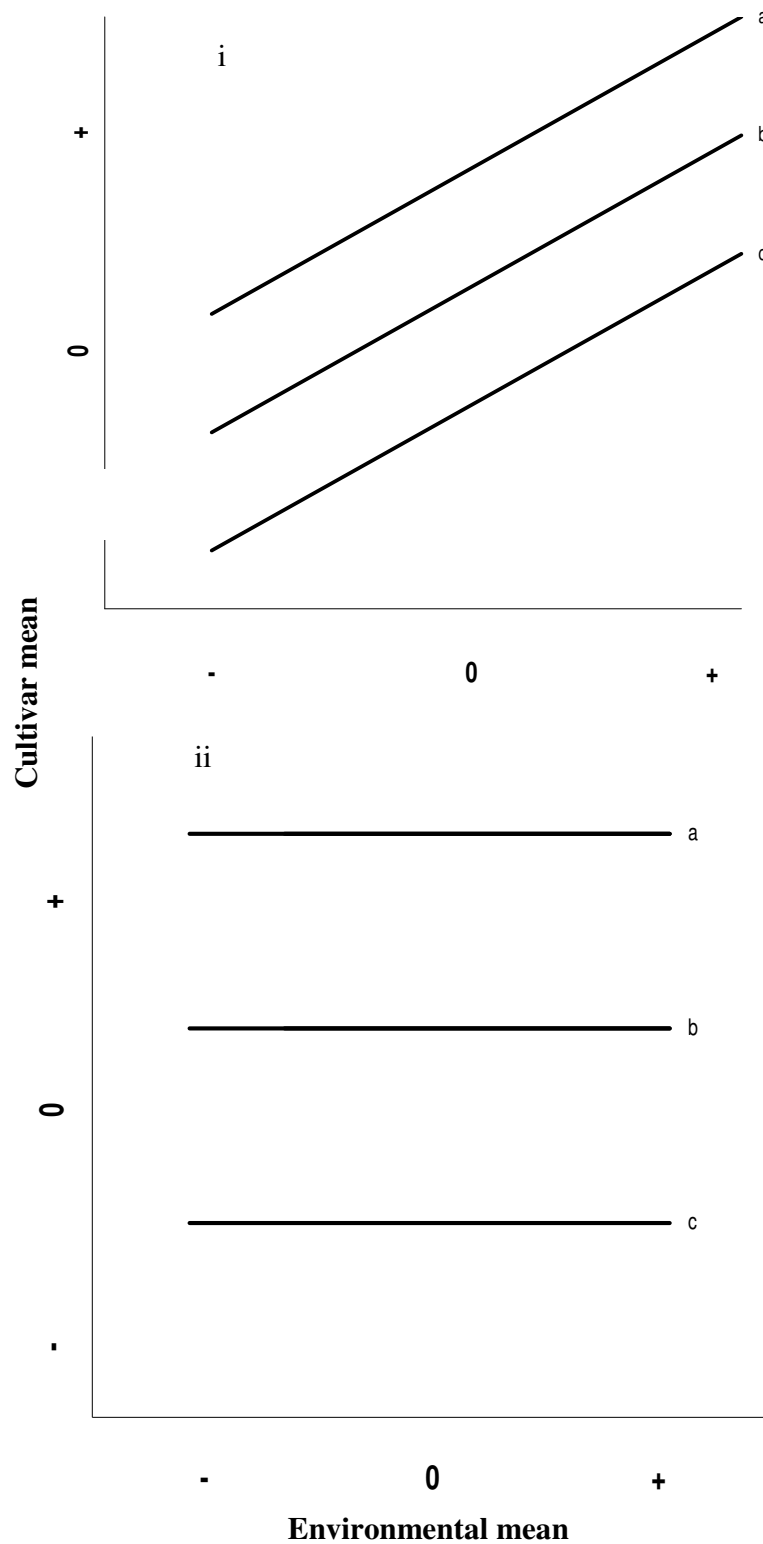 i
a
+
b
c
0
- 0 +
Cultivar mean
ii
a
+
b
0
c
-
- 0 +
Environmental mean